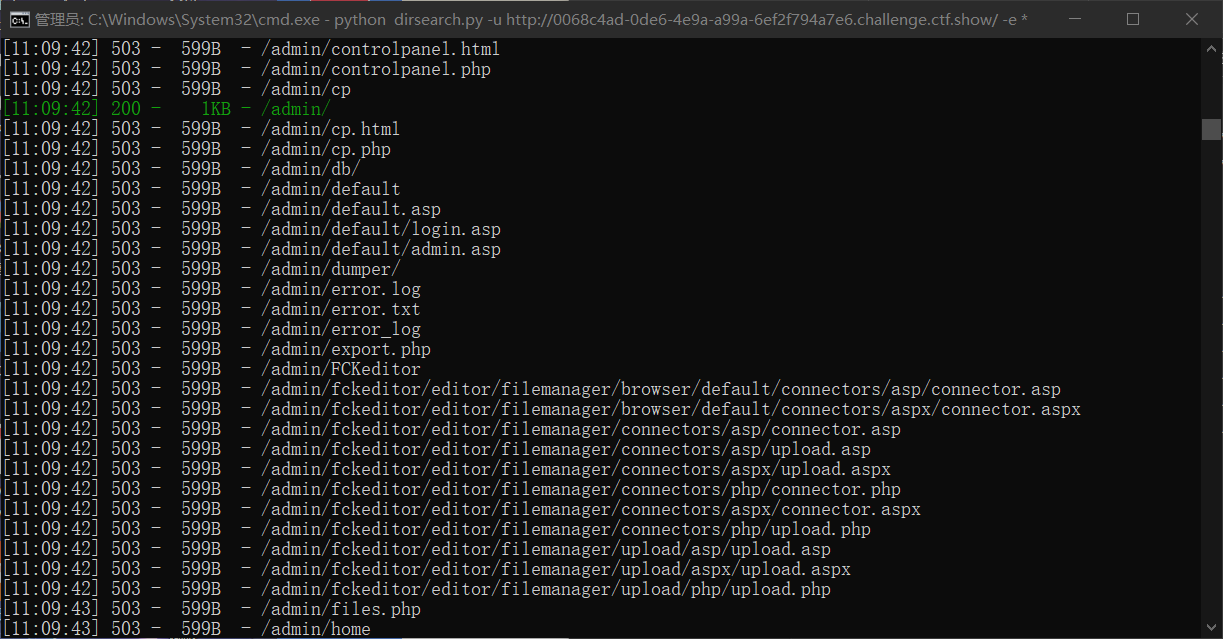 管理员: C:\Windows\System32\cmd.exe - python  dirsearch.py -u http://0068c4ad-0de6-4e9a-a99a-6ef2f794a7e6.challenge.ctf.show/ -e *
[11:09:42] 503 -  599B  - /admin/controlpanel.html
[11:09:42] 503 -  599B  - /admin/controlpanel.php
[11:09:42] 503 -  599B  - /admin/cp
[11:09:42] 200 -    1KB - /admin/
[11:09:42] 503 -  599B  - /admin/cp.html
[11:09:42] 503 -  599B  - /admin/cp.php
[11:09:42] 503 -  599B  - /admin/db/
[11:09:42] 503 -  599B  - /admin/default
[11:09:42] 503 -  599B  - /admin/default.asp
[11:09:42] 503 -  599B  - /admin/default/login.asp
[11:09:42] 503 -  599B  - /admin/default/admin.asp
[11:09:42] 503 -  599B  - /admin/dumper/
[11:09:42] 503 -  599B  - /admin/error.log
[11:09:42] 503 -  599B  - /admin/error.txt
[11:09:42] 503 -  599B  - /admin/error_log
[11:09:42] 503 -  599B  - /admin/export.php
[11:09:42] 503 -  599B  - /admin/FCKeditor
[11:09:42] 503 -  599B  - /admin/fckeditor/editor/filemanager/browser/default/connectors/asp/connector.asp
[11:09:42] 503 -  599B  - /admin/fckeditor/editor/filemanager/browser/default/connectors/aspx/connector.aspx
[11:09:42] 503 -  599B  - /admin/fckeditor/editor/filemanager/connectors/asp/connector.asp
[11:09:42] 503 -  599B  - /admin/fckeditor/editor/filemanager/connectors/asp/upload.asp
[11:09:42] 503 -  599B  - /admin/fckeditor/editor/filemanager/connectors/aspx/upload.aspx
[11:09:42] 503 -  599B  - /admin/fckeditor/editor/filemanager/connectors/php/connector.php
[11:09:42] 503 -  599B  - /admin/fckeditor/editor/filemanager/connectors/aspx/connector.aspx
[11:09:42] 503 -  599B  - /admin/fckeditor/editor/filemanager/connectors/php/upload.php
[11:09:42] 503 -  599B  - /admin/fckeditor/editor/filemanager/upload/asp/upload.asp
[11:09:42] 503 -  599B  - /admin/fckeditor/editor/filemanager/upload/aspx/upload.aspx
[11:09:42] 503 -  599B  - /admin/fckeditor/editor/filemanager/upload/php/upload.php
[11:09:43] 503 -  599B  - /admin/files.php
[11:09:43] 503 -  599B  - /admin/home